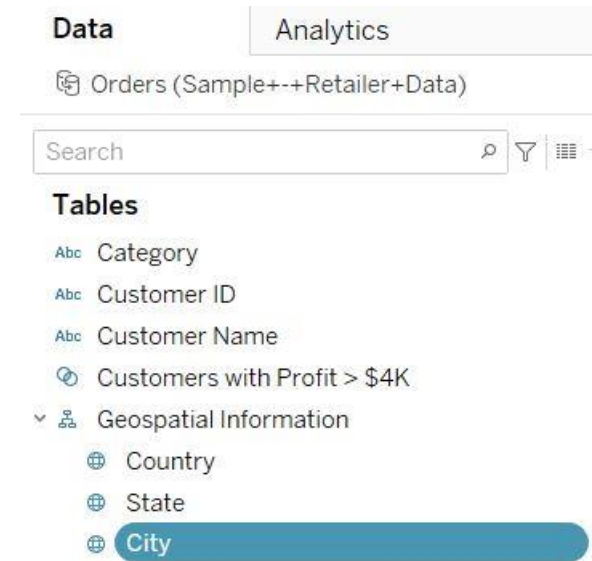 Data Analytics
Orders (Sample+-+Retailer+Data)
Search
Tables
Abc Category
Abc Customer ID
Abc Customer Name
Customers with Profit > $4K
Geospatial Information
Country
State
City